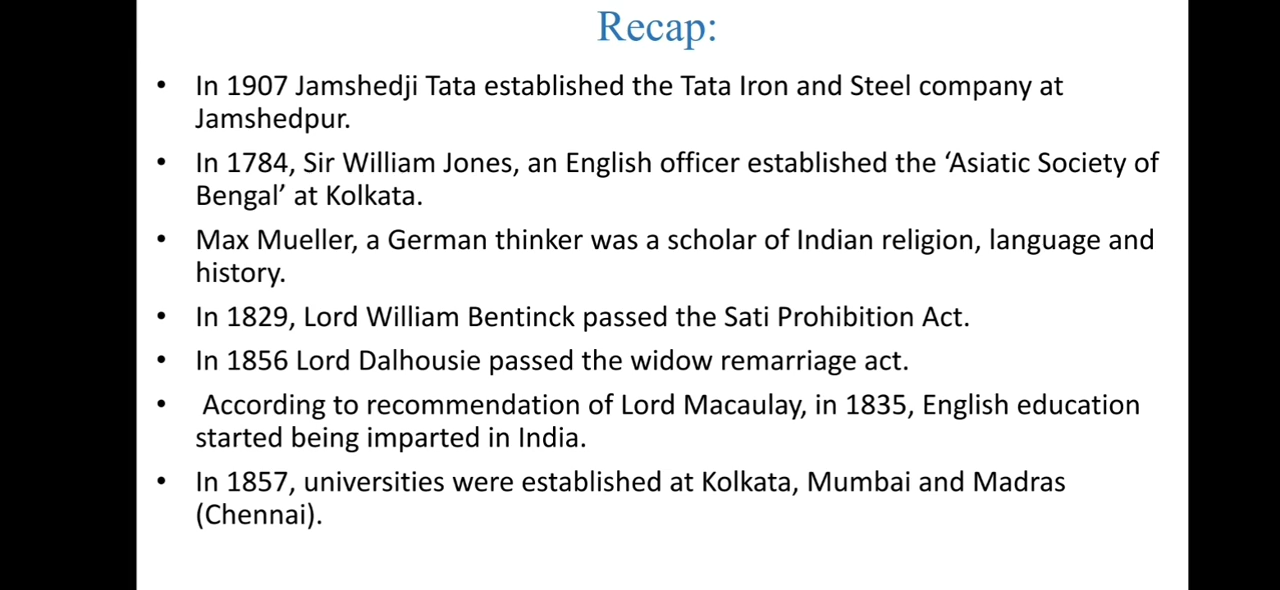 Recap:
• In 1907 Jamshedji Tata established the Tata Iron and Steel company at
Jamshedpur.
• In 1784, Sir William Jones, an English officer established the ‘Asiatic Society of
Bengal’ at Kolkata.
• Max Mueller, a German thinker was a scholar of Indian religion, language and
history.
• In 1829, Lord William Bentinck passed the Sati Prohibition Act.
• In 1856 Lord Dalhousie passed the widow remarriage act.
• According to recommendation of Lord Macaulay, in 1835, English education
started being imparted in India.
• In 1857, universities were established at Kolkata, Mumbai and Madras
(Chennai).